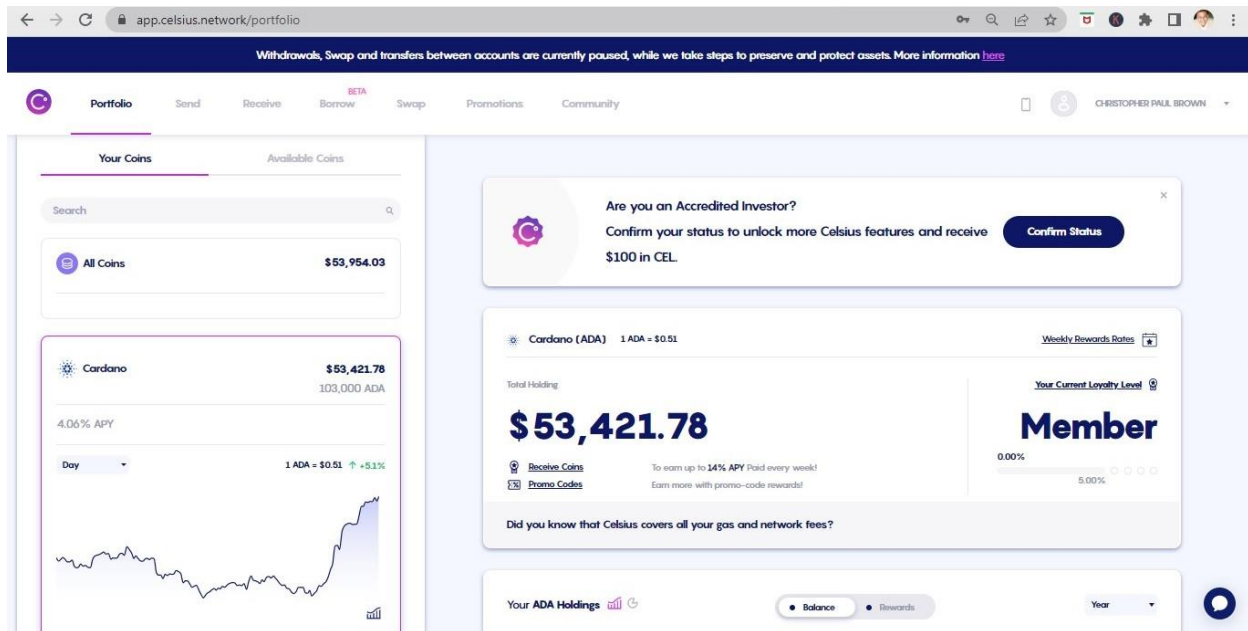 app.celsius.network/portfolio
Withdrawals, Swap and transfers between accounts are currently paused, while we take steps to preserve and protect assets. More information here
Portfolio Send Receive Borrow BETA Swap Promotions Community CHRISTOPHER PAUL BROWN
Your Coins Available Coins
Search
All Coins $53,954.03
Cardano $53,421.78
103,000 ADA
4.06% APY
Day 1 ADA = $0.51 ↑ +5.1%
Are you an Accredited Investor?
Confirm your status to unlock more Celsius features and receive
$100 in CEL.
Confirm Status
Cardano (ADA) 1 ADA = $0.51 Weekly Rewards Rates
Total Holding Your Current Loyalty Level
$53,421.78 Member
0.00%
5.00%
Receive Coins To earn up to 14% APY Paid every week!
Promo Codes Earn more with promo-code rewards!
Did you know that Celsius covers all your gas and network fees?
Your ADA Holdings Balance Rewards Year